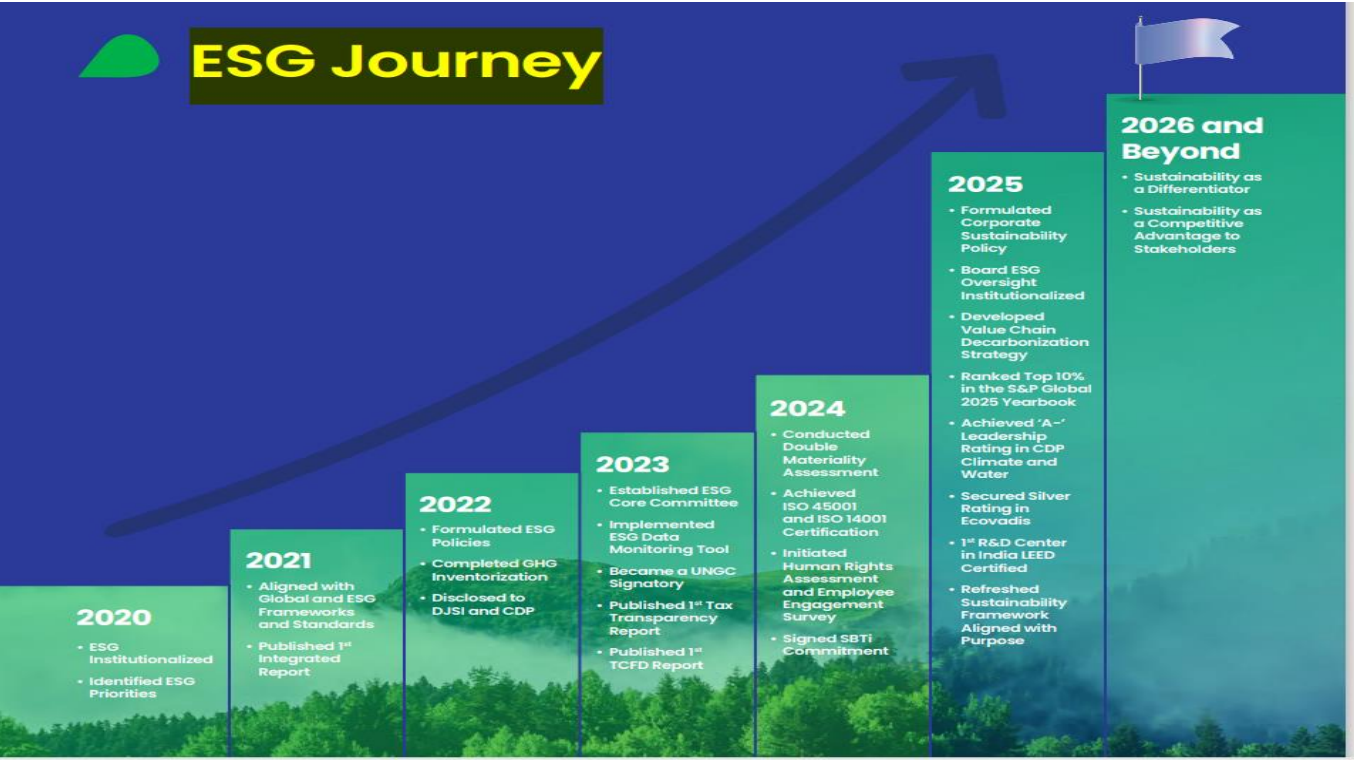 ESG Journey
2020
• ESG
Institutionalized
• Identified ESG
Priorities
2021
• Aligned with
Global and ESG
Frameworks
and Standards
• Published 1st
Integrated
Report
2022
• Formulated ESG
Policies
• Completed GHG
Inventorization
• Disclosed to
DJSI and CDP
2023
• Established ESG
Core Committee
• Implemented
ESG Data
Monitoring Tool
• Became a UNGC
Signatory
• Published 1st Tax
Transparency
Report
• Published 1st
TCFD Report
2024
• Conducted
Double
Materiality
Assessment
• Achieved
ISO 45001
and ISO 14001
Certification
• Initiated
Human Rights
Assessment
and Employee
Engagement
Survey
• Signed SBTi
Commitment
2025
• Formulated
Corporate
Sustainability
Policy
• Board ESG
Oversight
Institutionalized
• Developed
Value Chain
Decarbonization
Strategy
• Ranked Top 10%
in the S&P Global
2025 Yearbook
• Achieved ‘A-’
Leadership
Rating in CDP
Climate and
Water
• Secured Silver
Rating in
Ecovadis
• 1st R&D Center
in India LEED
Certified
• Refreshed
Sustainability
Framework
Aligned with
Purpose
2026 and
Beyond
• Sustainability as
a Differentiator
• Sustainability as
a Competitive
Advantage to
Stakeholders